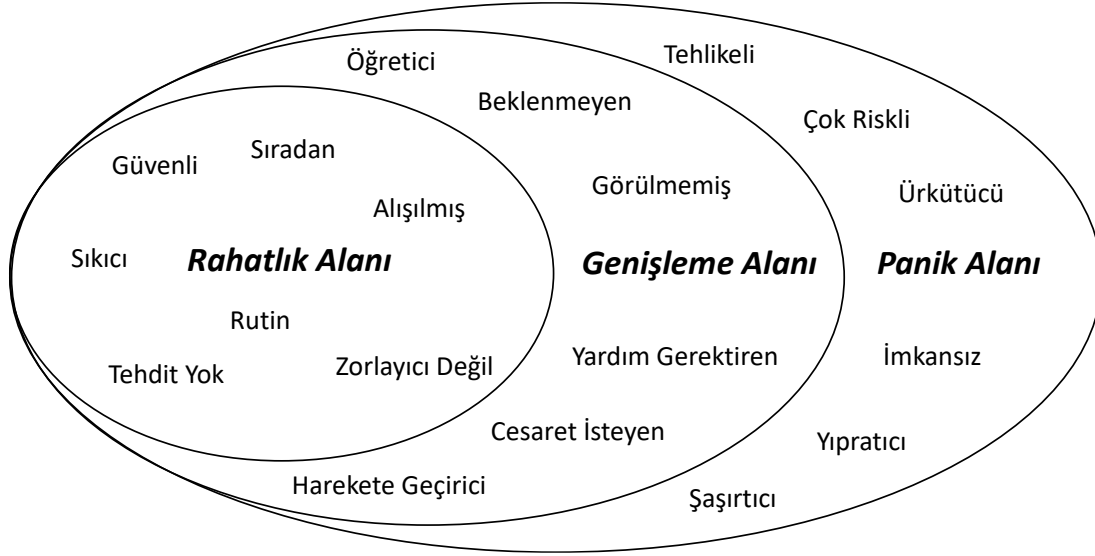 Öğretici
Tehlikeli
Beklenmeyen
Çok Riskli
Güvenli
Sıradan
Görülmemiş
Ürkütücü
Alışılmış
Sıkıcı
Rahatlık Alanı
Genişleme Alanı
Panik Alanı
Rutin
Tehdit Yok
Zorlayıcı Değil
Yardım Gerektiren
İmkansız
Cesaret İsteyen
Yıpratıcı
Harekete Geçirici
Şaşırtıcı